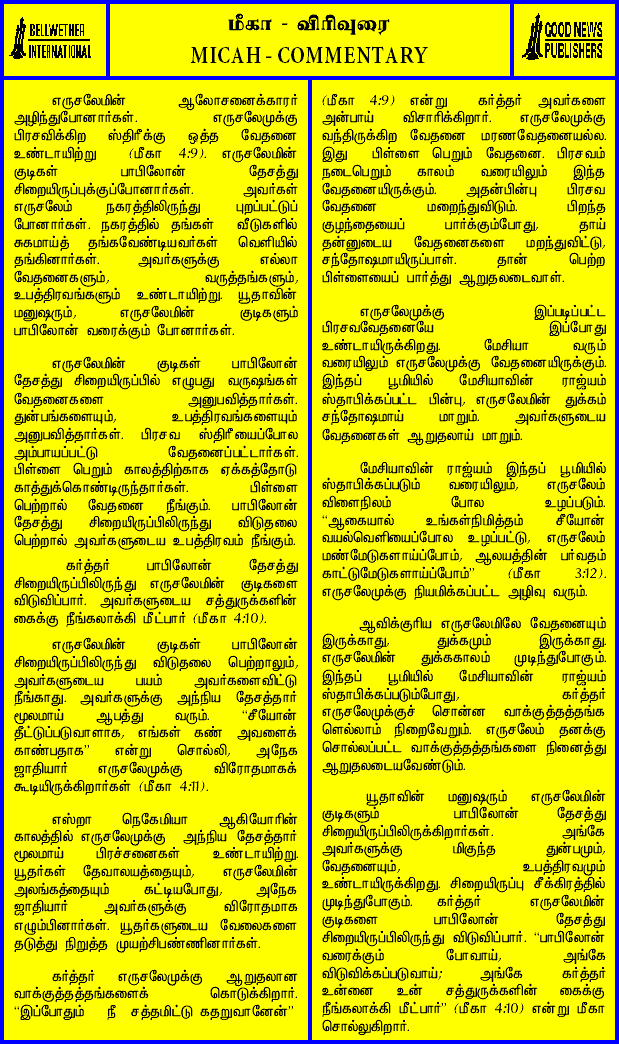 BELLWETHER
INTERNATIONAL
மீகா - விரிவுரை
MICAH - COMMENTARY
GOOD NEWS
PUBLISHERS
எருசலேமின் ஆலோசனைக்காரர்
அழிந்துபோனார்கள். எருசலேமுக்கு
பிரசவிக்கிற ஸ்திரீக்கு ஒத்த வேதனை
உண்டாயிற்று (மீகா 4:9). எருசலேமின்
குடிகள் பாபிலோன் தேசத்து
சிறையிருப்புக்குப்போனார்கள். அவர்கள்
எருசலேம் நகரத்திலிருந்து புறப்பட்டுப்
போனார்கள். நகரத்தில் தங்கள் வீடுகளில்
சுகமாய்த் தங்கவேண்டியவர்கள் வெளியில்
தங்கினார்கள். அவர்களுக்கு எல்லா
வேதனைகளும், வருத்தங்களும்,
உபத்திரவங்களும் உண்டாயிற்று. யூதாவின்
மனுஷரும், எருசலேமின் குடிகளும்
பாபிலோன் வரைக்கும் போனார்கள்.
எருசலேமின் குடிகள் பாபிலோன்
தேசத்து சிறையிருப்பில் எழுபது வருஷங்கள்
வேதனைகளை அனுபவித்தார்கள்.
துன்பங்களையும், உபத்திரவங்களையும்
அனுபவித்தார்கள். பிரசவ ஸ்திரீயைப்போல
அம்பாயப்பட்டு வேதனைப்பட்டார்கள்.
பிள்ளை பெறும் காலத்திற்காக ஏக்கத்தோடு
காத்துக்கொண்டிருந்தார்கள். பிள்ளை
பெற்றால் வேதனை நீங்கும். பாபிலோன்
தேசத்து சிறையிருப்பிலிருந்து விடுதலை
பெற்றால் அவர்களுடைய உபத்திரவம் நீங்கும்.
கர்த்தர் பாபிலோன் தேசத்து
சிறையிருப்பிலிருந்து எருசலேமின் குடிகளை
விடுவிப்பார். அவர்களுடைய சத்துருக்களின்
கைக்கு நீங்கலாக்கி மீட்பார் (மீகா 4:10).
எருசலேமின் குடிகள் பாபிலோன்
சிறையிருப்பிலிருந்து விடுதலை பெற்றாலும்,
அவர்களுடைய பயம் அவர்களைவிட்டு
நீங்காது. அவர்களுக்கு அந்நிய தேசத்தார்
மூலமாய் ஆபத்து வரும். “சீயோன்
தீட்டுப்படுவாளாக, எங்கள் கண் அவளைக்
காண்பதாக” என்று சொல்லி, அநேக
ஜாதியார் எருசலேமுக்கு விரோதமாகக்
கூடியிருக்கிறார்கள் (மீகா 4:11).
எஸ்றா நெகேமியா ஆகியோரின்
காலத்தில் எருசலேமுக்கு அந்நிய தேசத்தார்
மூலமாய் பிரச்சனைகள் உண்டாயிற்று.
யூதர்கள் தேவாலயத்தையும், எருசலேமின்
அலங்கத்தையும் கட்டியபோது, அநேக
ஜாதியார் அவர்களுக்கு விரோதமாக
எழும்பினார்கள். யூதர்களுடைய வேலைகளை
தடுத்து நிறுத்த முயற்சிபண்ணினார்கள்.
கர்த்தர் எருசலேமுக்கு ஆறுதலான
வாக்குத்தத்தங்களைக் கொடுக்கிறார்.
“இப்போதும் நீ சத்தமிட்டு கதறுவானேன்”
(மீகா 4:9) என்று கர்த்தர் அவர்களை
அன்பாய் விசாரிக்கிறார். எருசலேமுக்கு
வந்திருக்கிற வேதனை மரணவேதனையல்ல.
இது பிள்ளை பெறும் வேதனை. பிரசவம்
நடைபெறும் காலம் வரையிலும் இந்த
வேதனையிருக்கும். அதன்பின்பு பிரசவ
வேதனை மறைந்துவிடும். பிறந்த
குழந்தையைப் பார்க்கும்போது, தாய்
தன்னுடைய வேதனைகளை மறந்துவிட்டு,
சந்தோஷமாயிருப்பாள். தான் பெற்ற
பிள்ளையைப் பார்த்து ஆறுதலடைவாள்.
எருசலேமுக்கு இப்படிப்பட்ட
பிரசவவேதனையே இப்போது
உண்டாயிருக்கிறது. மேசியா வரும்
வரையிலும் எருசலேமுக்கு வேதனையிருக்கும்.
இந்தப் பூமியில் மேசியாவின் ராஜ்யம்
ஸ்தாபிக்கப்பட்ட பின்பு, எருசலேமின் துக்கம்
சந்தோஷமாய் மாறும். அவர்களுடைய
வேதனைகள் ஆறுதலாய் மாறும்.
மேசியாவின் ராஜ்யம் இந்தப் பூமியில்
ஸ்தாபிக்கப்படும் வரையிலும், எருசலேம்
விளைநிலம் போல உழப்படும்.
“ஆகையால் உங்கள்நிமித்தம் சீயோன்
வயல்வெளியைப்போல உழப்பட்டு, எருசலேம்
மண்மேடுகளாய்ப்போம், ஆலயத்தின் பர்வதம்
காட்டுமேடுகளாய்ப்போம்” (மீகா 3:12).
எருசலேமுக்கு நியமிக்கப்பட்ட அழிவு வரும்.
ஆவிக்குரிய எருசலேமிலே வேதனையும்
இருக்காது, துக்கமும் இருக்காது.
எருசலேமின் துக்ககாலம் முடிந்துபோகும்.
இந்தப் பூமியில் மேசியாவின் ராஜ்யம்
ஸ்தாபிக்கப்படும்போது, கர்த்தர்
எருசலேமுக்குச் சொன்ன வாக்குத்தத்தங்க
ளெல்லாம் நிறைவேறும். எருசலேம் தனக்கு
சொல்லப்பட்ட வாக்குத்தத்தங்களை நினைத்து
ஆறுதலடையவேண்டும்.
யூதாவின் மனுஷரும் எருசலேமின்
குடிகளும் பாபிலோன் தேசத்து
சிறையிருப்பிலிருக்கிறார்கள். அங்கே
அவர்களுக்கு மிகுந்த துன்பமும்,
வேதனையும், உபத்திரவமும்
உண்டாயிருக்கிறது. சிறையிருப்பு சீக்கிரத்தில்
முடிந்துபோகும். கர்த்தர் எருசலேமின்
குடிகளை பாபிலோன் தேசத்து
சிறையிருப்பிலிருந்து விடுவிப்பார். “பாபிலோன்
வரைக்கும் போவாய், அங்கே
விடுவிக்கப்படுவாய்; அங்கே கர்த்தர்
உன்னை உன் சத்துருக்களின் கைக்கு
நீங்கலாக்கி மீட்பார்” (மீகா 4:10) என்று மீகா
சொல்லுகிறார்.